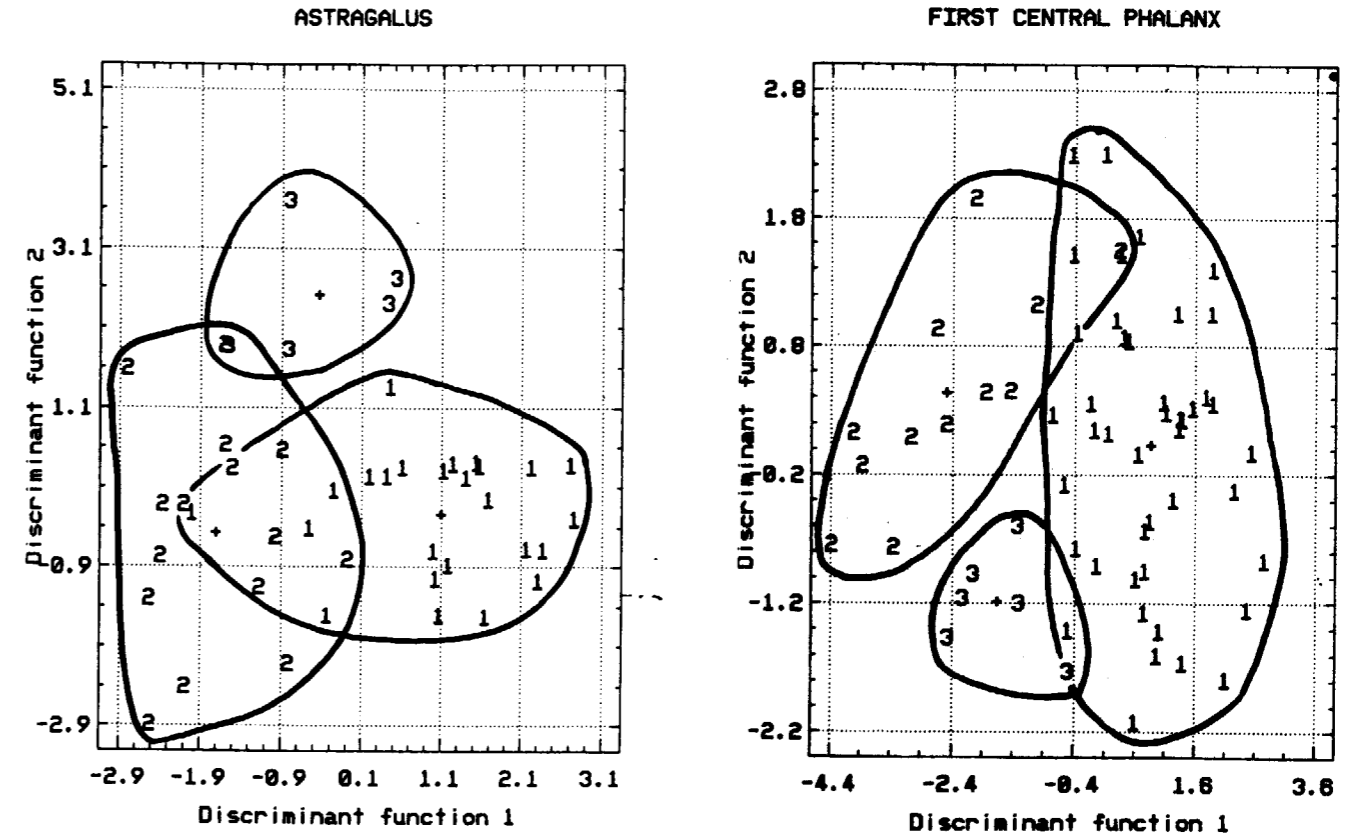 ASTRAGALUS
5.1
3.1
1.1
-0.9
-2.9
Discriminant function 2
-2.9 -1.9 -0.9 0.1 1.1 2.1 3.1
Discriminant function 1
FIRST CENTRAL PHALANX
2.8
1.8
0.8
-0.2
-1.2
-2.2
Discriminant function 2
-4.4 -2.4 -0.4 1.6 3.6
Discriminant function 1